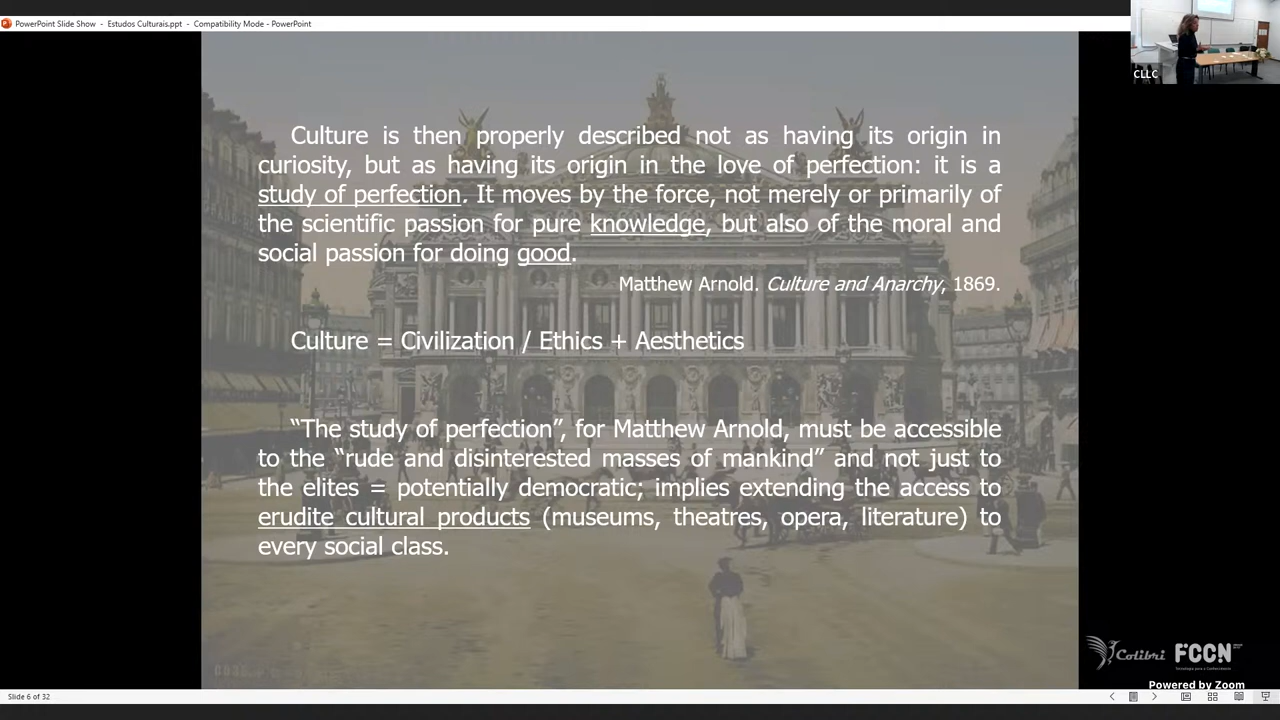 PowerPoint Slide Show - Estudos Culturais.ppt - Compatibility Mode - PowerPoint
CLLC
Culture is then properly described not as having its origin in
curiosity, but as having its origin in the love of perfection: it is a
study of perfection. It moves by the force, not merely or primarily of
the scientific passion for pure knowledge, but also of the moral and
social passion for doing good.
Matthew Arnold. Culture and Anarchy, 1869.
Culture = Civilization / Ethics + Aesthetics
“The study of perfection”, for Matthew Arnold, must be accessible
to the “rude and disinterested masses of mankind” and not just to
the elites = potentially democratic; implies extending the access to
erudite cultural products (museums, theatres, opera, literature) to
every social class.
Colibri FCCN
Powered by Zoom
Slide 6 of 32